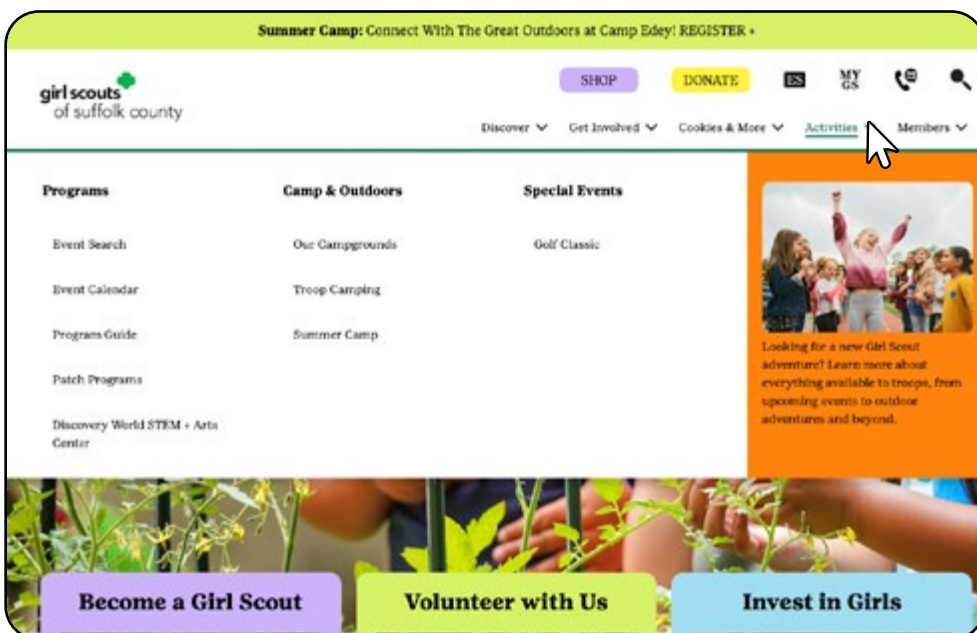 Summer Camp: Connect With The Great Outdoors at Camp Edey! REGISTER
girl scouts
of suffolk county
SHOP
DONATE
ES
MY
GS
Discover
Get Involved
Cookies & More
Activities
Members
Programs
Event Search
Event Calendar
Program Guide
Patch Programs
Discovery World STEM + Arts
Center
Camp & Outdoors
Our Campgrounds
Troop Camping
Summer Camp
Special Events
Golf Classic
Looking for a new Girl Scout
adventure? Learn more about
everything available to troops, from
upcoming events to outdoor
adventures and beyond.
Become a Girl Scout
Volunteer with Us
Invest in Girls